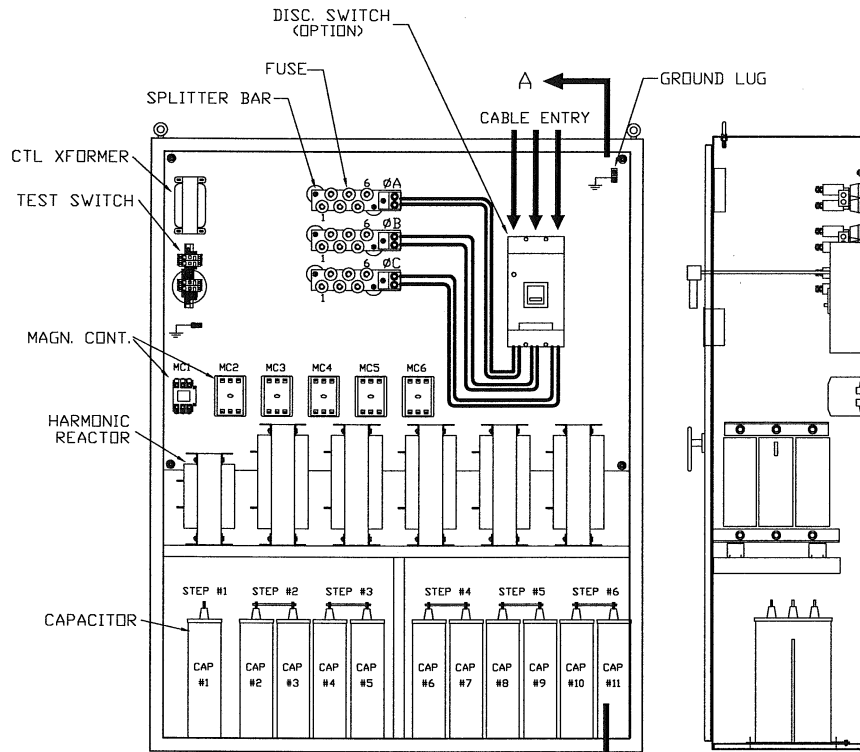 DISC. SWITCH
(OPTION)
FUSE
A
GROUND LUG
SPLITTER BAR
CABLE ENTRY
CTL XFORMER
6 ØA
1
TEST SWITCH
6 ØB
1
6 ØC
1
MAGN. CONT.
MC1 MC2 MC3 MC4 MC5 MC6
HARMONIC
REACTOR
STEP #1 STEP #2 STEP #3 STEP #4 STEP #5 STEP #6
CAPACITOR
CAP CAP CAP CAP CAP CAP CAP CAP CAP CAP CAP
#1 #2 #3 #4 #5 #6 #7 #8 #9 #10 #11